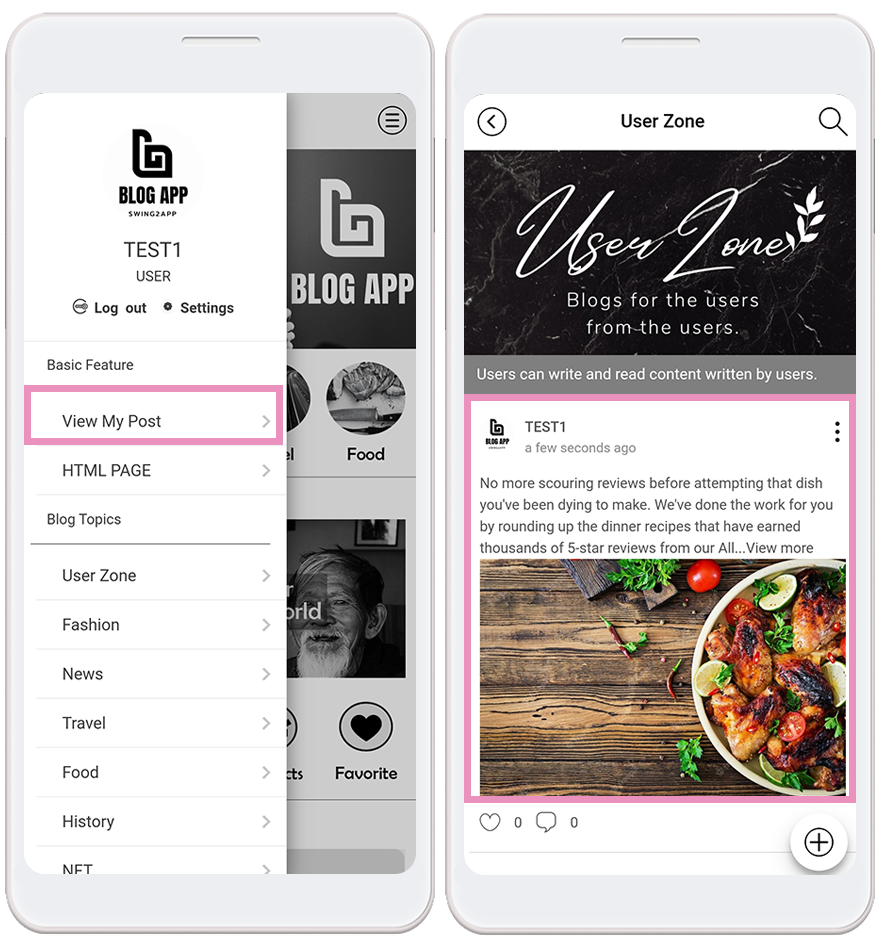 BLOG APP
SWING2APP
TEST1
USER
Log out
Settings
Basic Feature
View My Post
HTML PAGE
Blog Topics
User Zone
Fashion
News
Travel
Food
History
NFT
BLOG APP
el
Food
r
orld
cts
Favorite
User Zone
User Zone
Blogs for the users
from the users.
Users can write and read content written by users.
BLOG APP
TEST1
a few seconds ago
No more scouring reviews before attempting that dish
you've been dying to make. We've done the work for you
by rounding up the dinner recipes that have earned
thousands of 5-star reviews from our All...View more
0
0